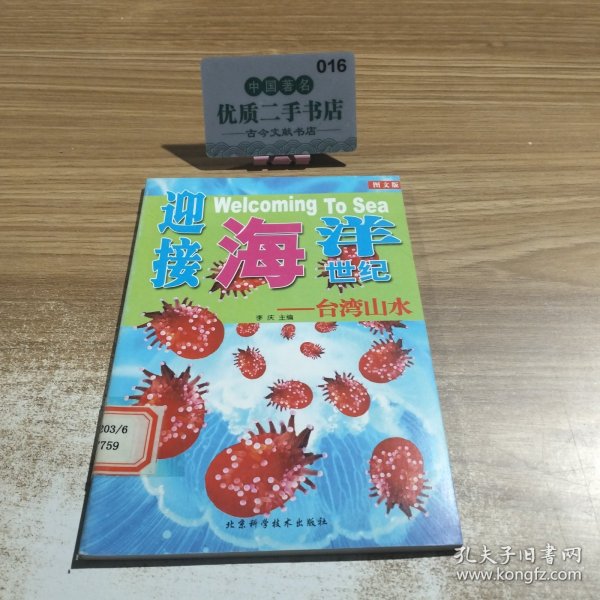 016
中国著名
优质二手书店
古今文献书店
图文版
迎接
Welcoming To Sea
海洋
世纪
——台湾山水
李庆 主编
203/6
759
北京科学技术出版社
孔夫子旧书网
www.kongfz.com